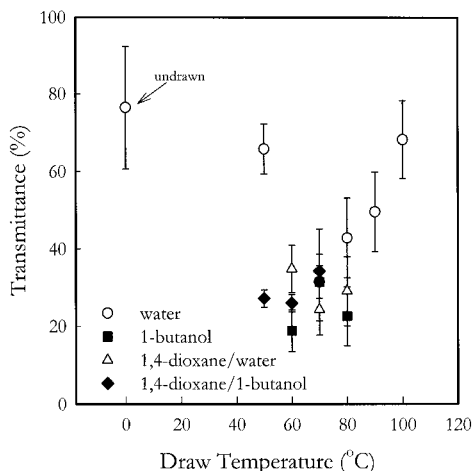 100
80
60
40
20
0
Transmittance (%)
undrawn
water
1-butanol
1,4-dioxane/water
1,4-dioxane/1-butanol
0 20 40 60 80 100 120
Draw Temperature (°C)